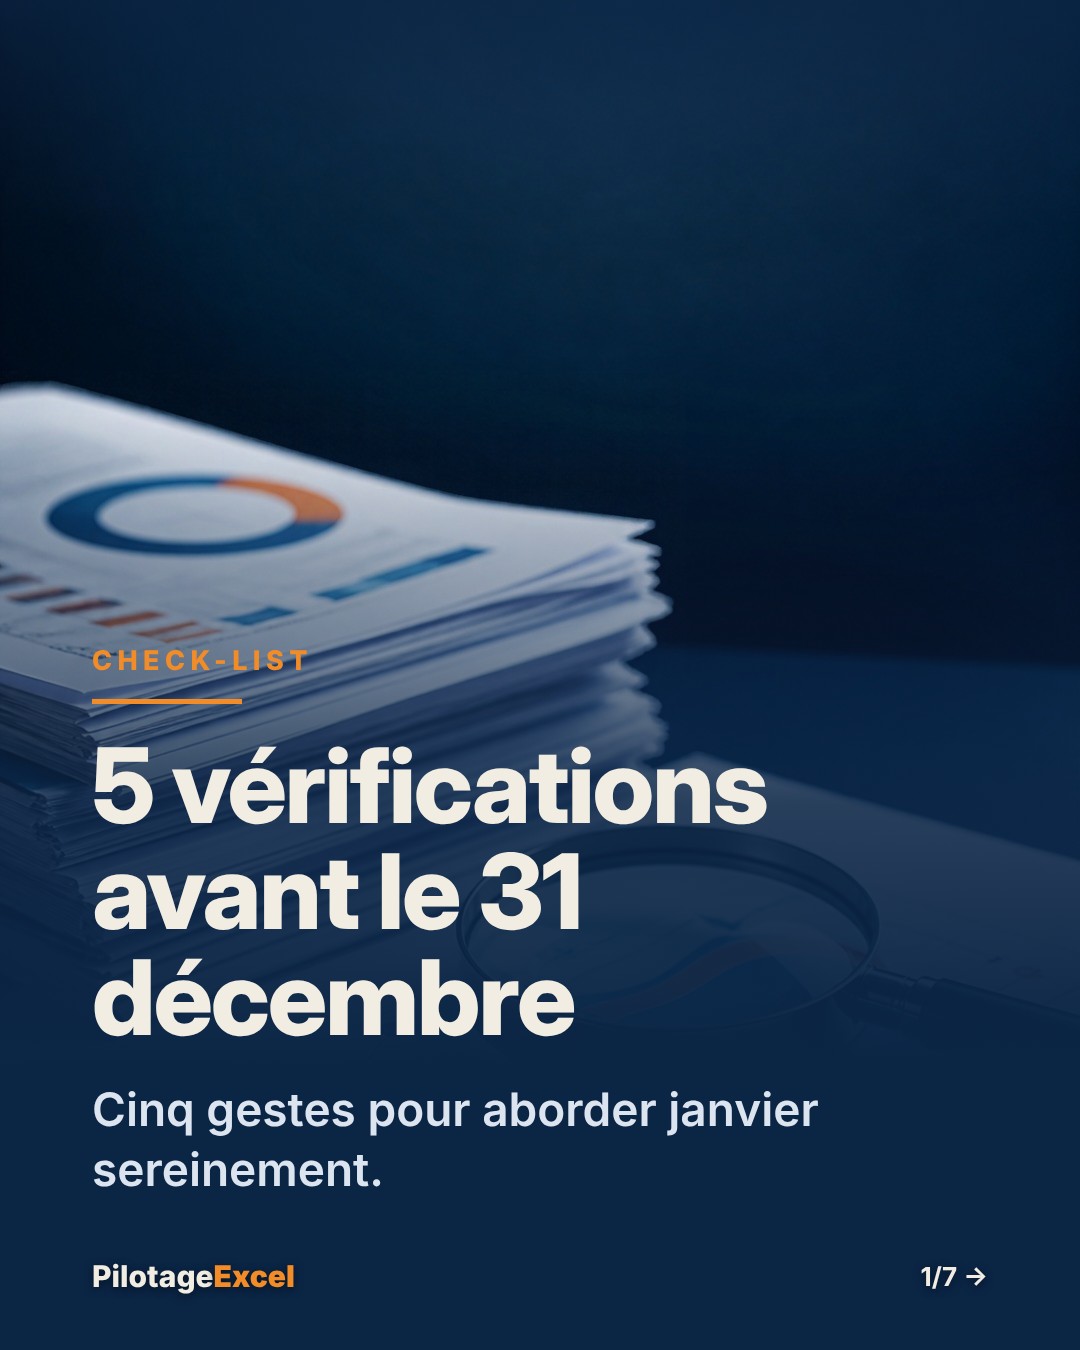 CHECK-LIST
5 vérifications
avant le 31
décembre
Cinq gestes pour aborder janvier
sereinement.
PilotageExcel
1/7 →